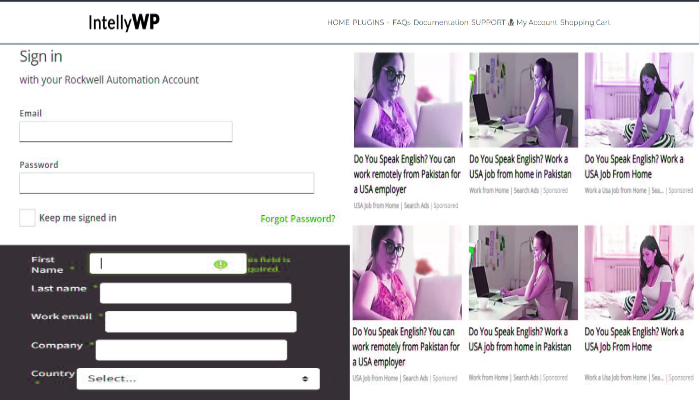 IntellyWP
HOME PLUGINS - FAQs Documentation SUPPORT My Account Shopping Cart
Sign in
with your Rockwell Automation Account
Email
Password
Keep me signed in
Forgot Password?
First
Name *
is field is
quired.
Last name *
Work email *
Company *
Country
*
Select...
Do You Speak English? You can
work remotely from Pakistan for
a USA employer
USA Job from Home | Search Ads | Sponsored
Do You Speak English? Work a
USA job from home in Pakistan
Work from Home | Search Ads | Sponsored
Do You Speak English? Work a
USA Job From Home
Work a Usa Job from Home | Sea... | Sponsored
Do You Speak English? You can
work remotely from Pakistan for
a USA employer
USA Job from Home | Search Ads | Sponsored
Do You Speak English? Work a
USA job from home in Pakistan
Work from Home | Search Ads | Sponsored
Do You Speak English? Work a
USA Job From Home
Work a Usa Job from Home | Sea... | Sponsored